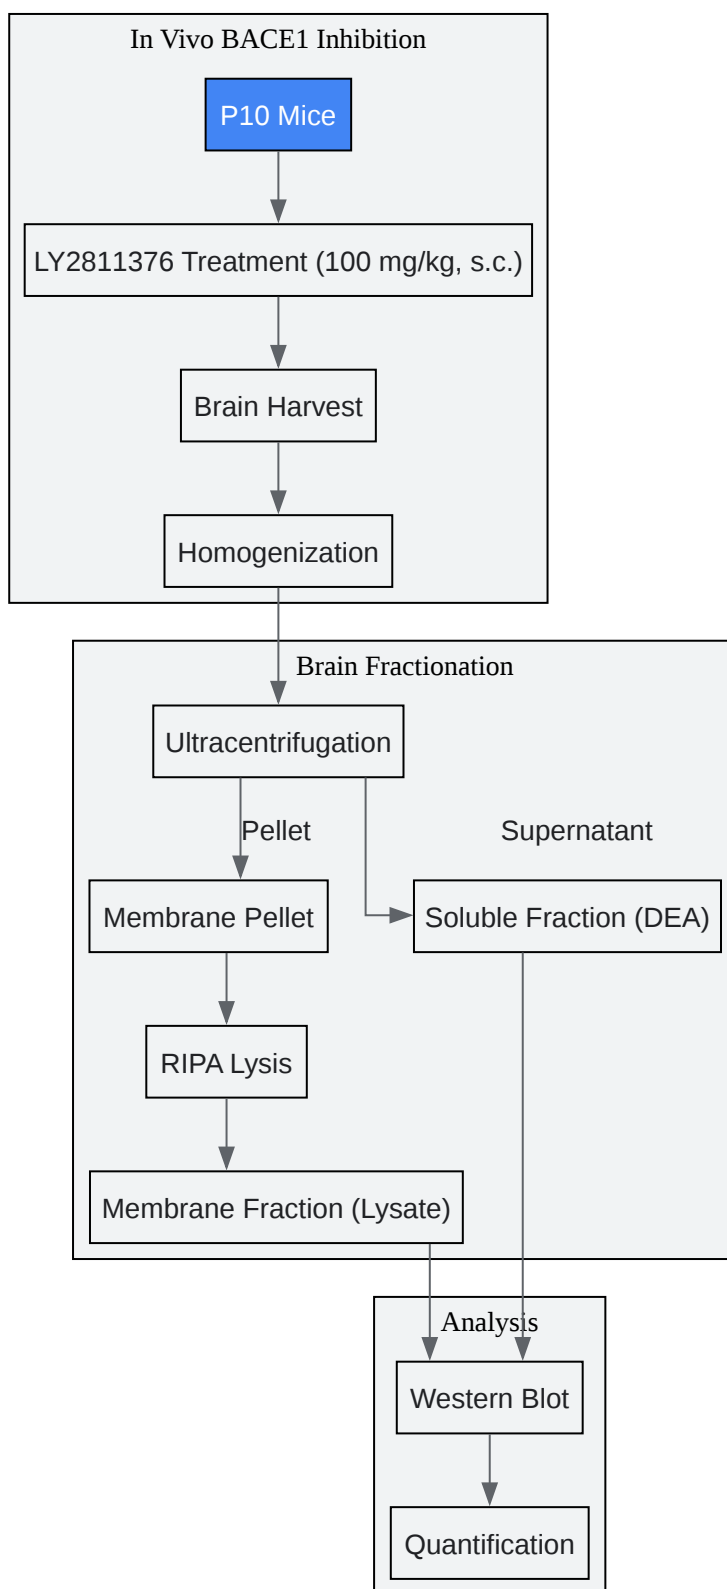 In Vivo BACE1 Inhibition
P10 Mice
LY2811376 Treatment (100 mg/kg, s.c.)
Brain Harvest
Homogenization
Brain Fractionation
Ultracentrifugation
Pellet
Supernatant
Membrane Pellet
Soluble Fraction (DEA)
RIPA Lysis
Membrane Fraction (Lysate)
Analysis
Western Blot
Quantification